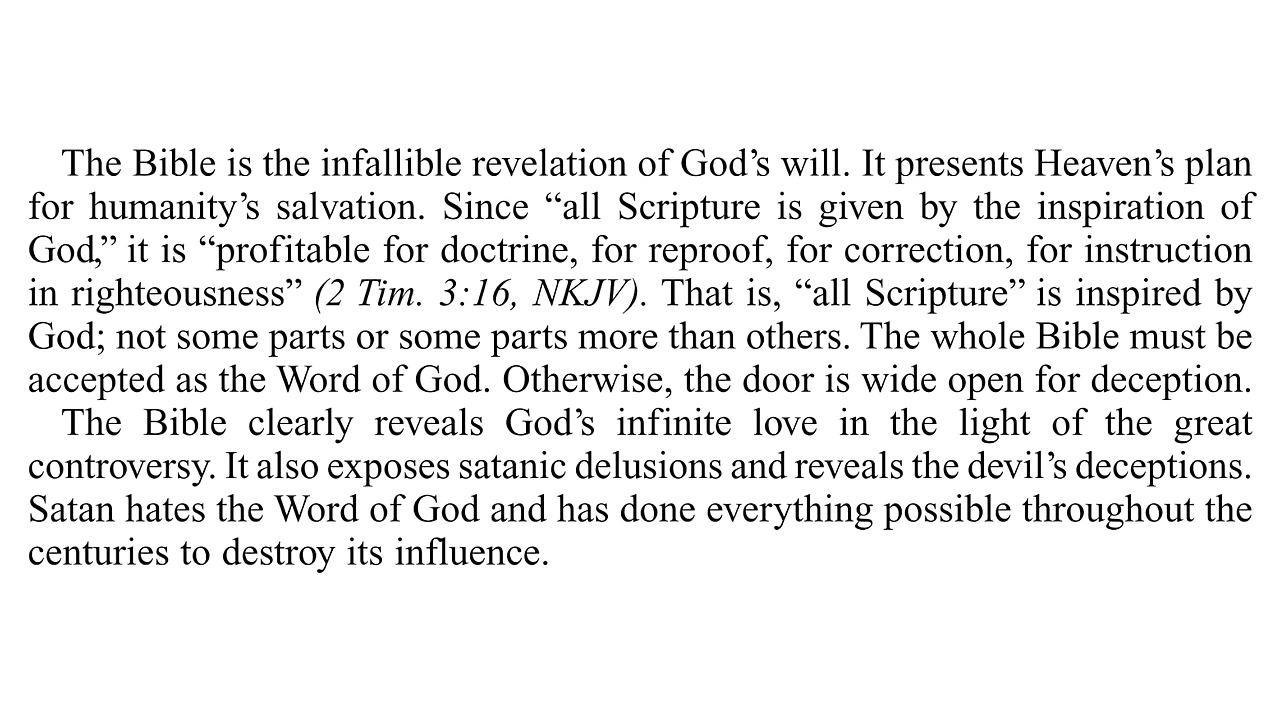 The Bible is the infallible revelation of God’s will. It presents Heaven’s plan
for humanity’s salvation. Since “all Scripture is given by the inspiration of
God,” it is “profitable for doctrine, for reproof, for correction, for instruction
in righteousness” (2 Tim. 3:16, NKJV). That is, “all Scripture” is inspired by
God; not some parts or some parts more than others. The whole Bible must be
accepted as the Word of God. Otherwise, the door is wide open for deception.
The Bible clearly reveals God’s infinite love in the light of the great
controversy. It also exposes satanic delusions and reveals the devil’s deceptions.
Satan hates the Word of God and has done everything possible throughout the
centuries to destroy its influence.